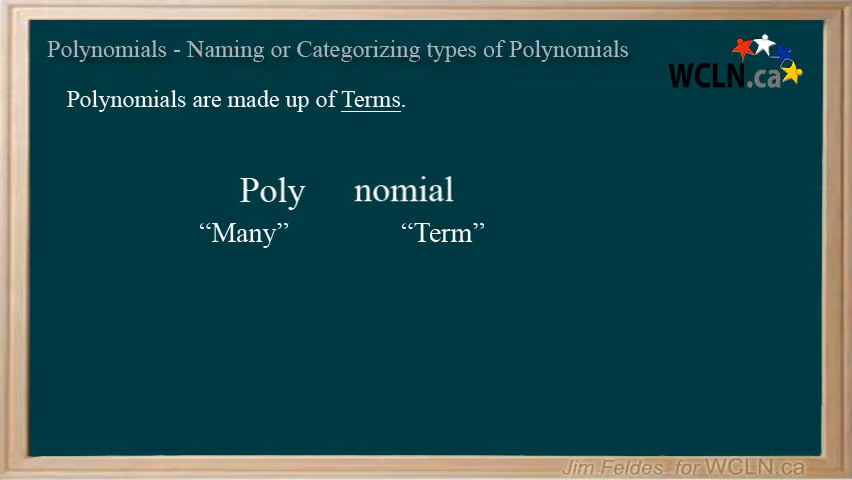 Polynomials - Naming or Categorizing types of Polynomials
WCLN.ca
Polynomials are made up of Terms.
Poly nomial
“Many” “Term”
Jim Feldes for WCLN.ca